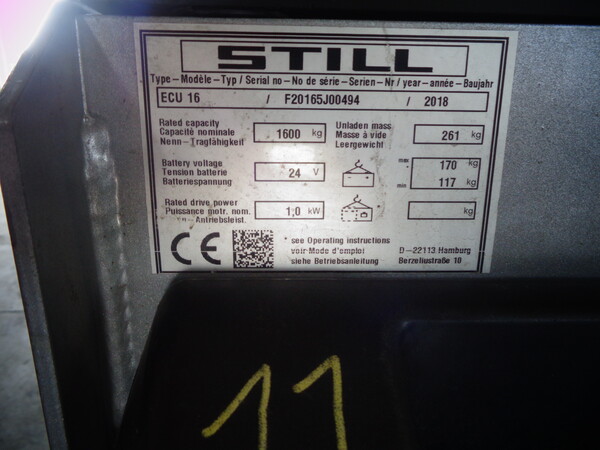 STILL
Type – Modèle – Typ / Serial no – No de série – Serien – Nr / year – année – Baujahr
ECU 16 / F20165J00494 / 2018
Rated capacity
Capacité nominale
Nenn – Tragfähigkeit
1600 kg
Unladen mass
Masse à vide
Leergewicht
261 kg
Battery voltage
Tension batterie
Batteriespannung
24 V
max 170 kg
min 117 kg
Rated drive power
Puissance motr. nom.
– Antriebsleist.
1,0 kW
kg
CE
* see Operating instructions
voir Mode d'emploi
siehe Betriebsanleitung
D – 22113 Hamburg
Berzeliustraße 10
11